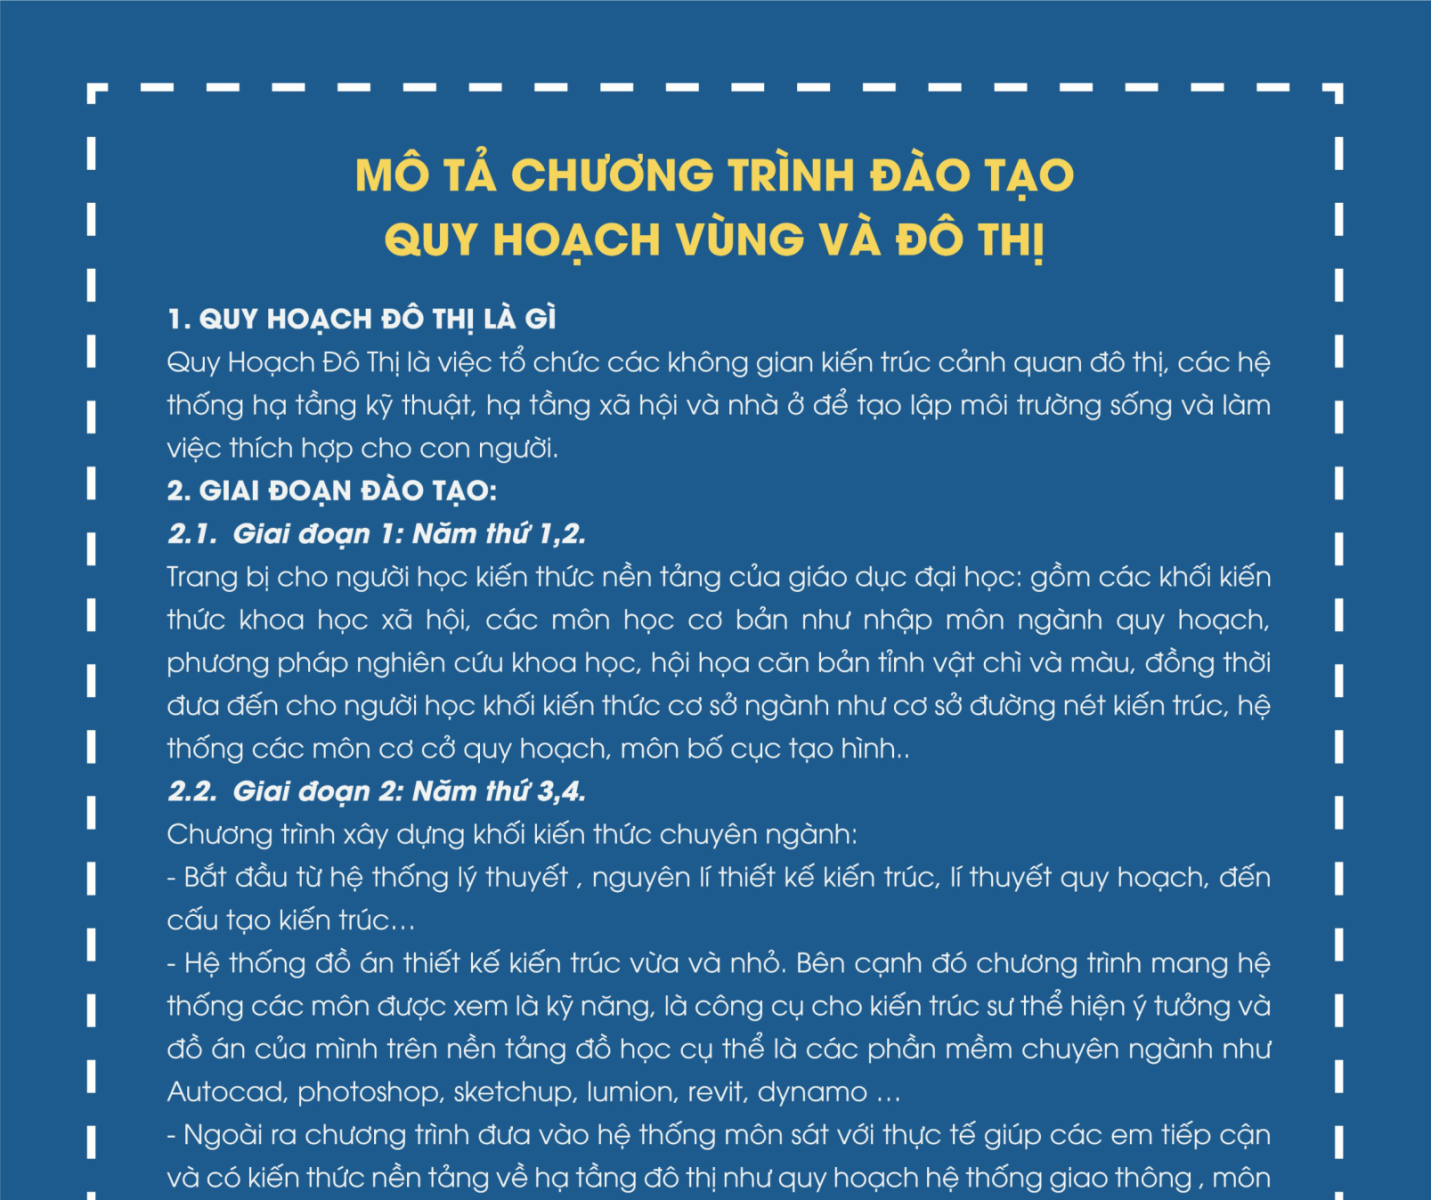 MÔ TẢ CHƯƠNG TRÌNH ĐÀO TẠO
QUY HOẠCH VÙNG VÀ ĐÔ THỊ
1. QUY HOẠCH ĐÔ THỊ LÀ GÌ
Quy Hoạch Đô Thị là việc tổ chức các không gian kiến trúc cảnh quan đô thị, các hệ
thống hạ tầng kỹ thuật, hạ tầng xã hội và nhà ở để tạo lập môi trường sống và làm
việc thích hợp cho con người.
2. GIAI ĐOẠN ĐÀO TẠO:
2.1. Giai đoạn 1: Năm thứ 1,2.
Trang bị cho người học kiến thức nền tảng của giáo dục đại học: gồm các khối kiến
thức khoa học xã hội, các môn học cơ bản như nhập môn ngành quy hoạch,
phương pháp nghiên cứu khoa học, hội họa căn bản tỉnh vật chì và màu, đồng thời
đưa đến cho người học khối kiến thức cơ sở ngành như cơ sở đường nét kiến trúc, hệ
thống các môn cơ cở quy hoạch, môn bố cục tạo hình..
2.2. Giai đoạn 2: Năm thứ 3,4.
Chương trình xây dựng khối kiến thức chuyên ngành:
- Bắt đầu từ hệ thống lý thuyết , nguyên lí thiết kế kiến trúc, lí thuyết quy hoạch, đến
cấu tạo kiến trúc...
- Hệ thống đồ án thiết kế kiến trúc vừa và nhỏ. Bên cạnh đó chương trình mang hệ
thống các môn được xem là kỹ năng, là công cụ cho kiến trúc sư thể hiện ý tưởng và
đồ án của mình trên nền tảng đồ học cụ thể là các phần mềm chuyên ngành như
Autocad, photoshop, sketchup, lumion, revit, dynamo ...
- Ngoài ra chương trình đưa vào hệ thống môn sát với thực tế giúp các em tiếp cận
và có kiến thức nền tảng về hạ tầng đô thị như quy hoạch hệ thống giao thông , môn